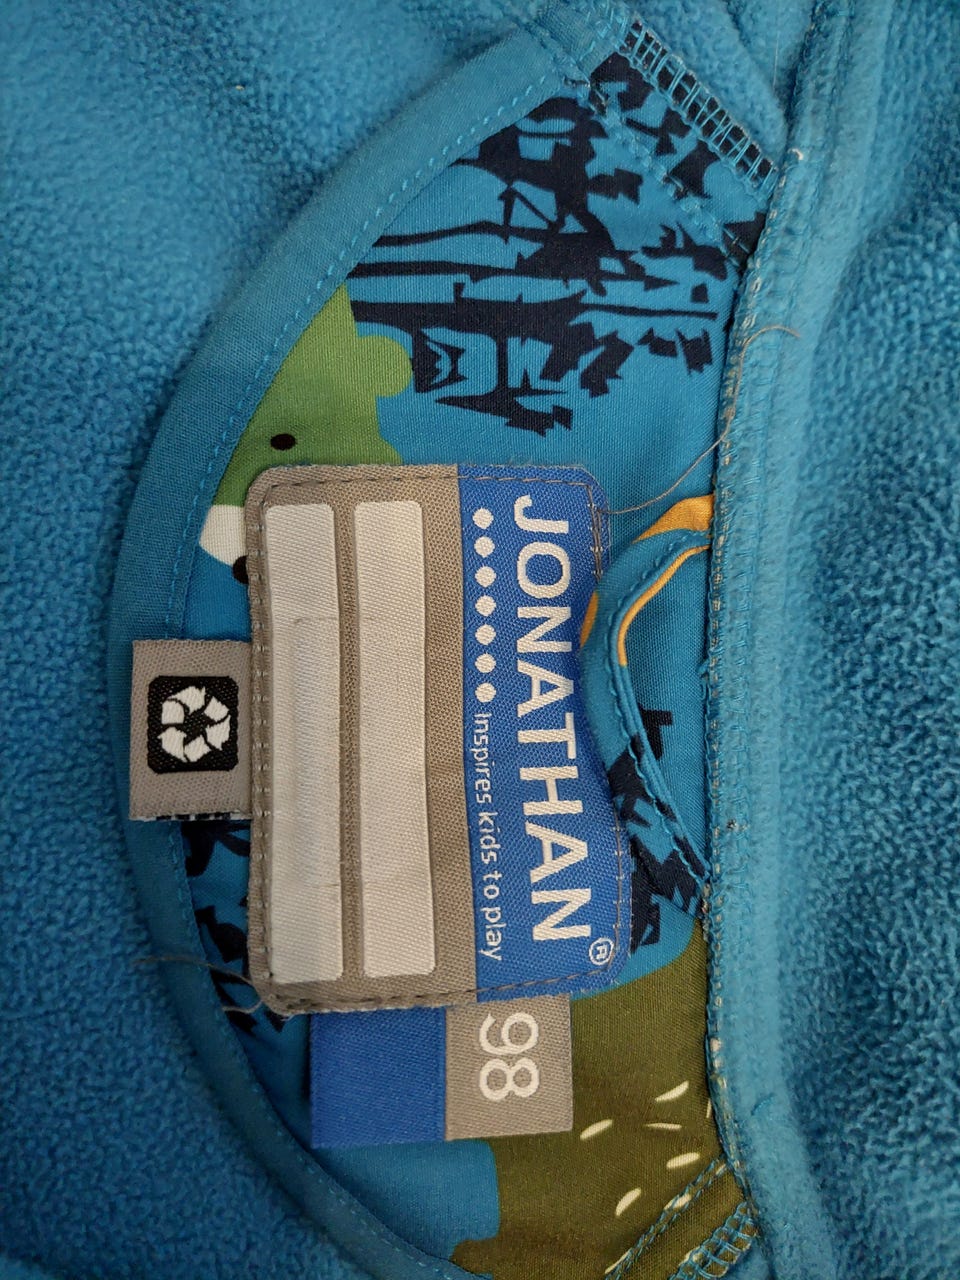 JONATHAN®
Inspires kids to play
98